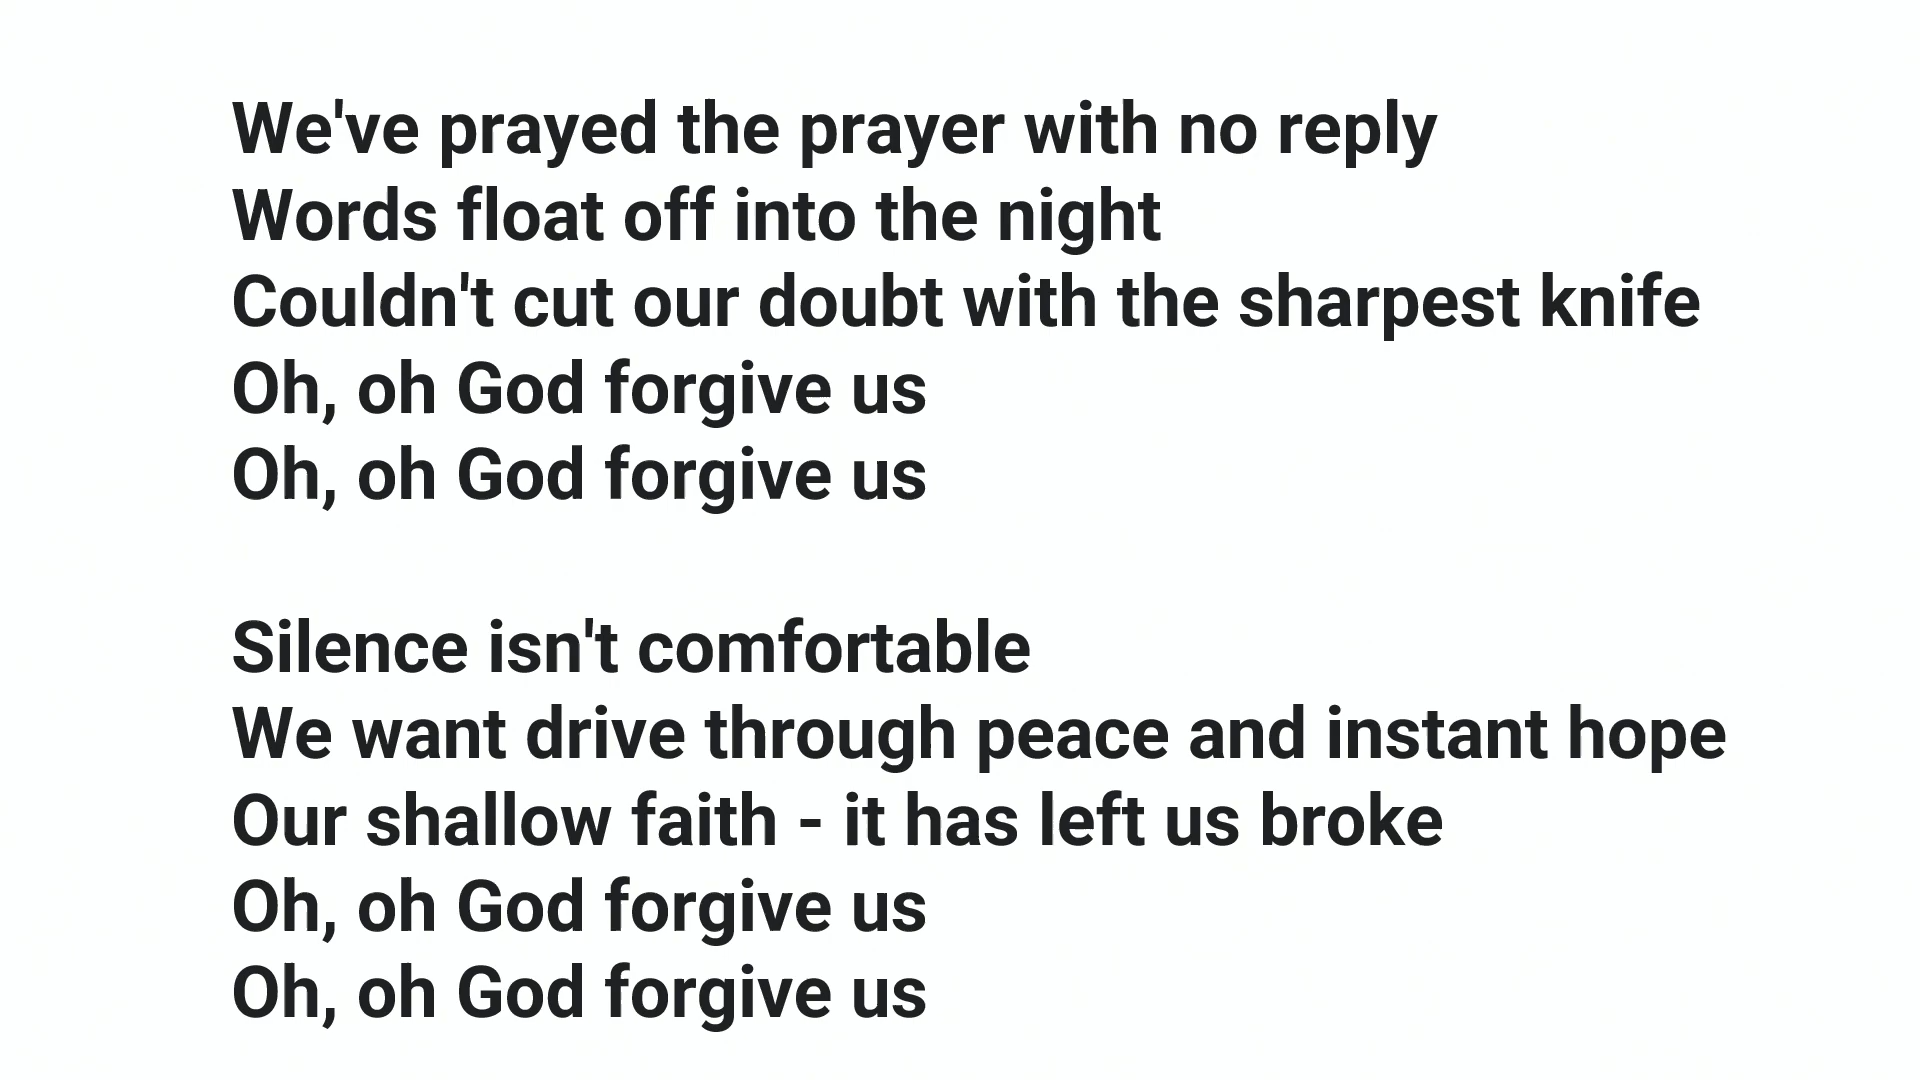 We've prayed the prayer with no reply
Words float off into the night
Couldn't cut our doubt with the sharpest knife
Oh, oh God forgive us
Oh, oh God forgive us

Silence isn't comfortable
We want drive through peace and instant hope
Our shallow faith - it has left us broke
Oh, oh God forgive us
Oh, oh God forgive us